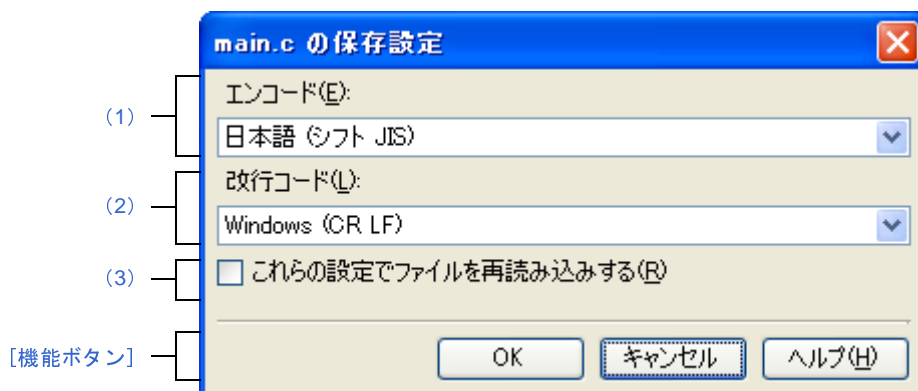 main.c の保存設定
(1)
エンコード(E):
日本語 (シフト JIS)
(2)
改行コード(L):
Windows (CR LF)
(3)
これらの設定でファイルを再読み込みする(R)
[機能ボタン]
OK キャンセル ヘルプ(H)